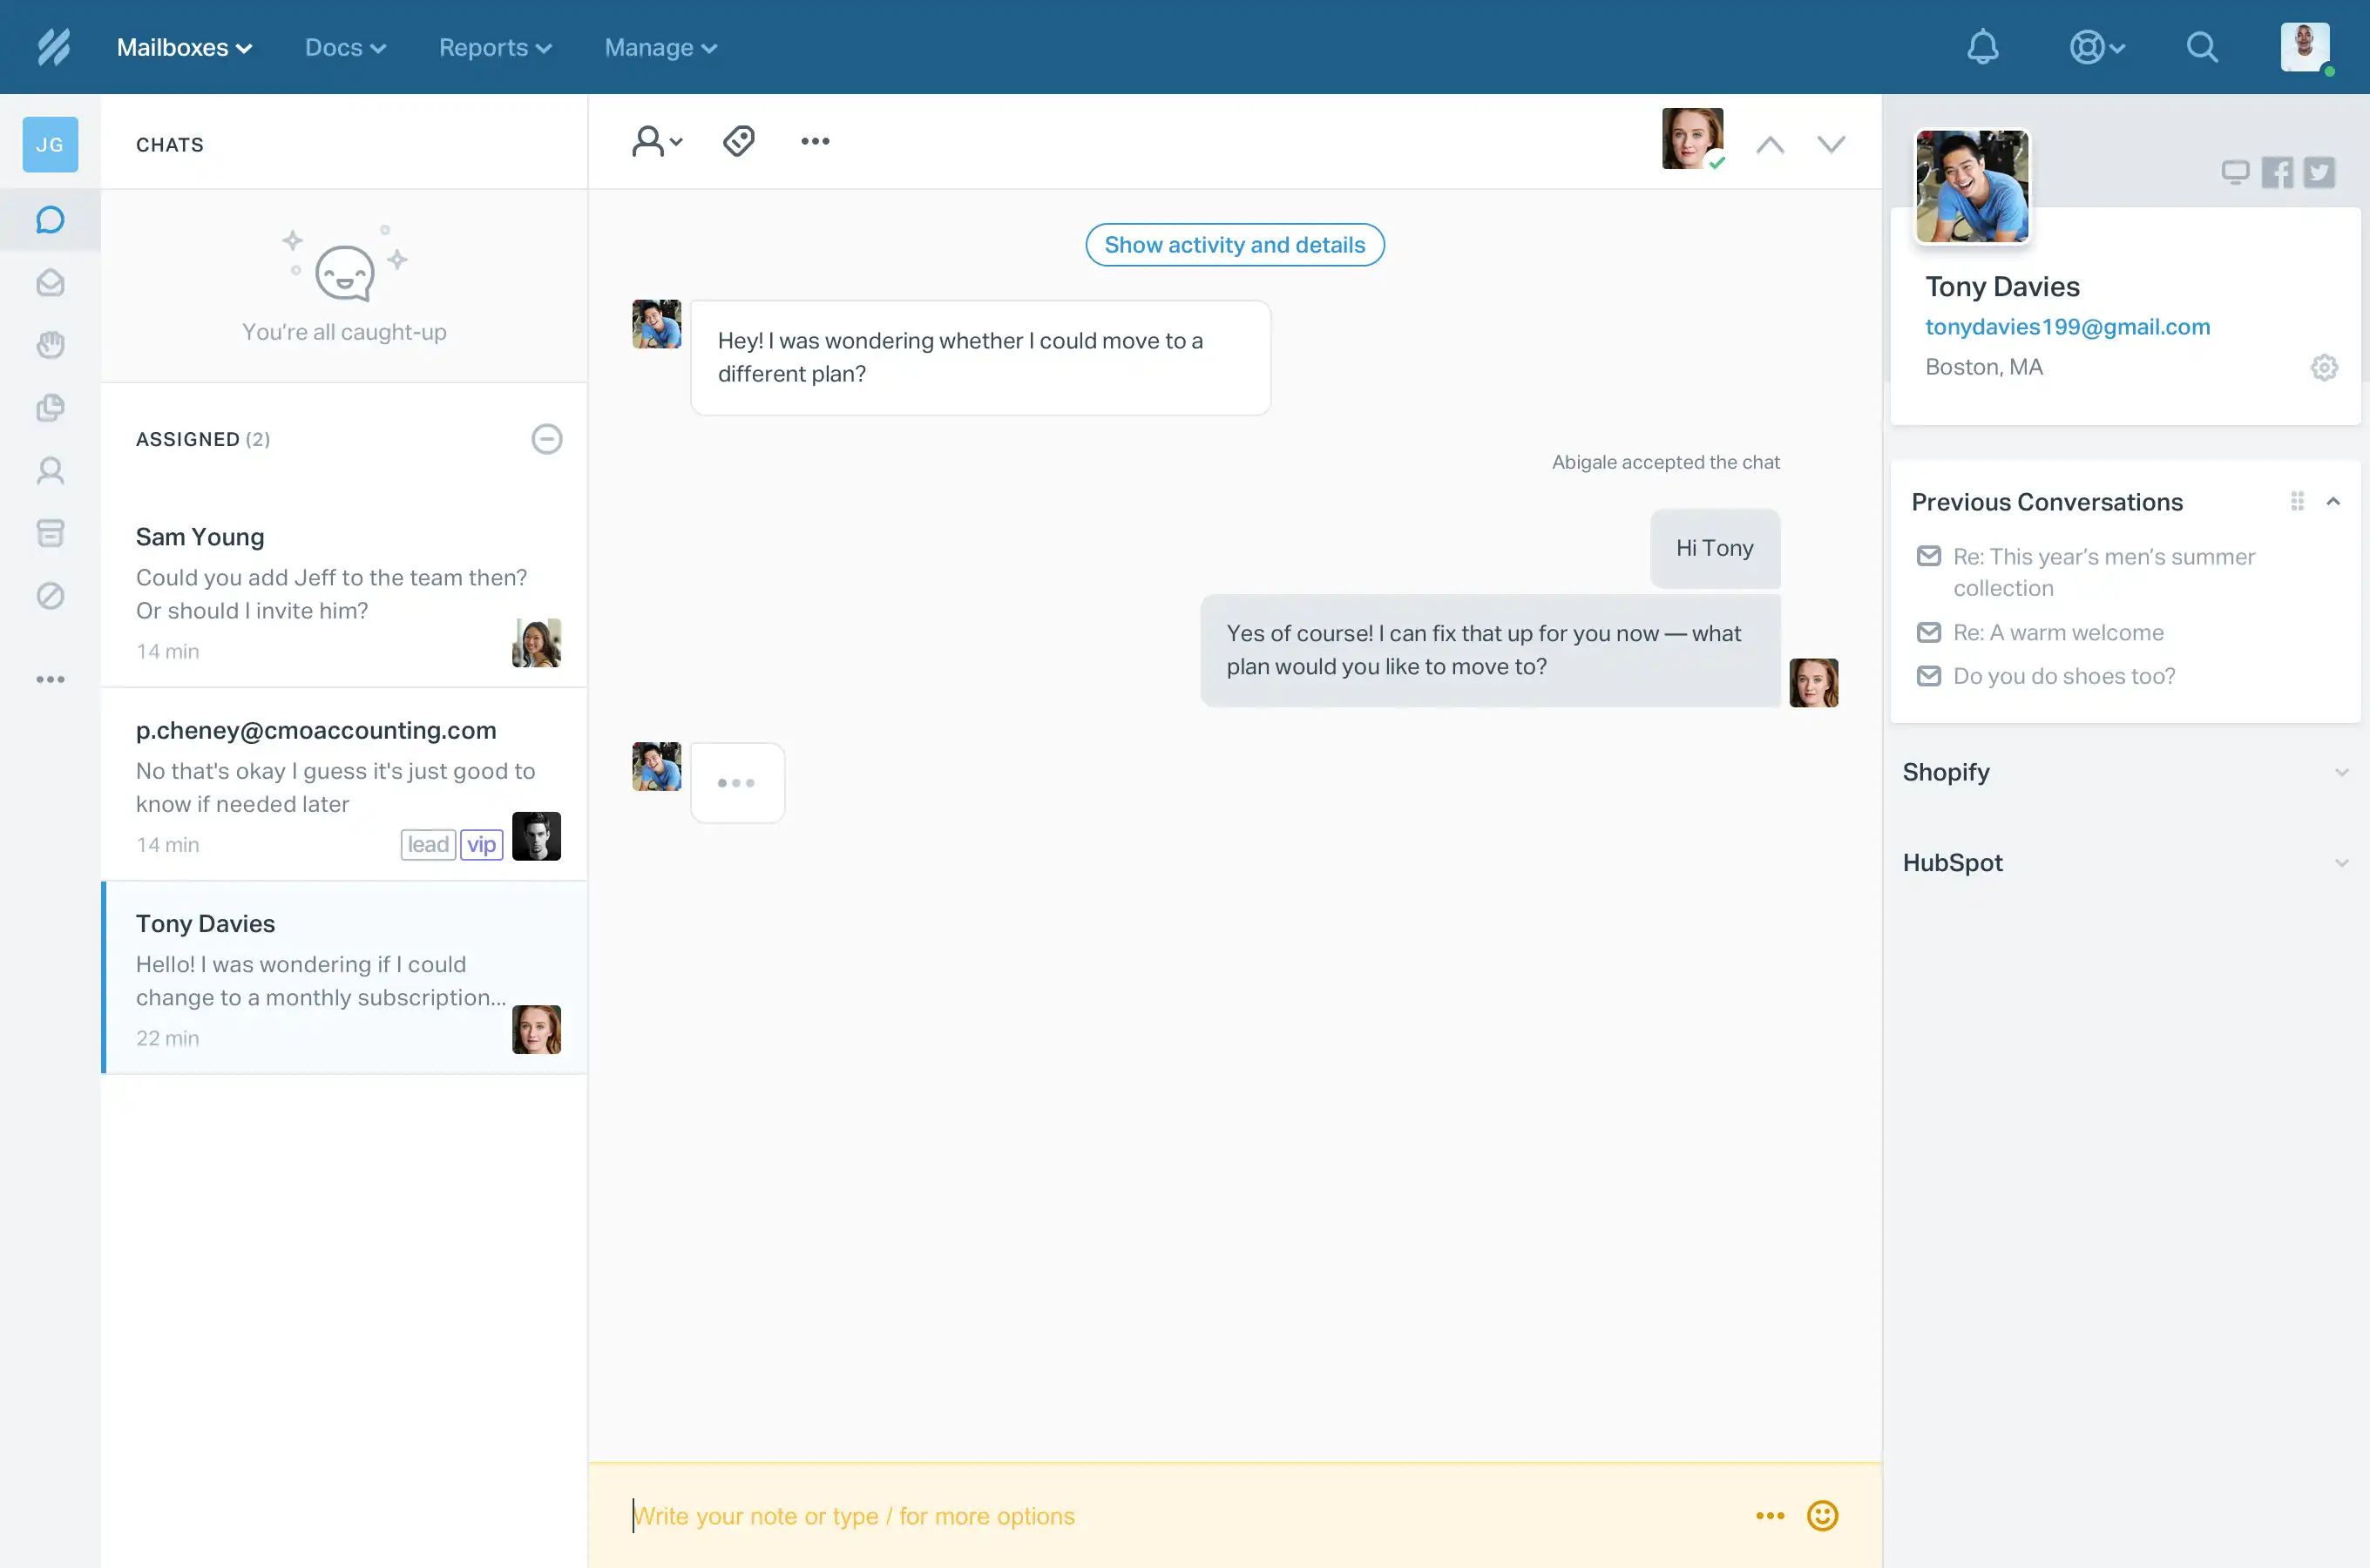 Mailboxes
Docs
Reports
Manage
JG
CHATS
You’re all caught-up
ASSIGNED (2)
Sam Young
Could you add Jeff to the team then?
Or should I invite him?
14 min
p.cheney@cmoaccounting.com
No that's okay I guess it's just good to
know if needed later
14 min
lead
vip
Tony Davies
Hello! I was wondering if I could
change to a monthly subscription...
22 min
Show activity and details
Hey! I was wondering whether I could move to a
different plan?
Abigale accepted the chat
Hi Tony
Yes of course! I can fix that up for you now — what
plan would you like to move to?
Write your note or type / for more options
Tony Davies
tonydavies199@gmail.com
Boston, MA
Previous Conversations
Re: This year’s men’s summer
collection
Re: A warm welcome
Do you do shoes too?
Shopify
HubSpot